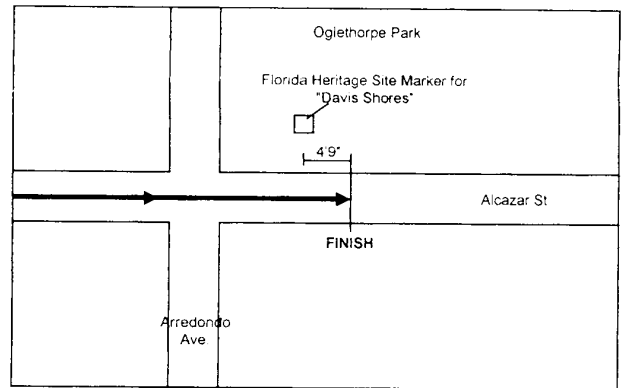 Oglethorpe Park
Florida Heritage Site Marker for
"Davis Shores"
4'9"
Alcazar St
FINISH
Arredondo
Ave